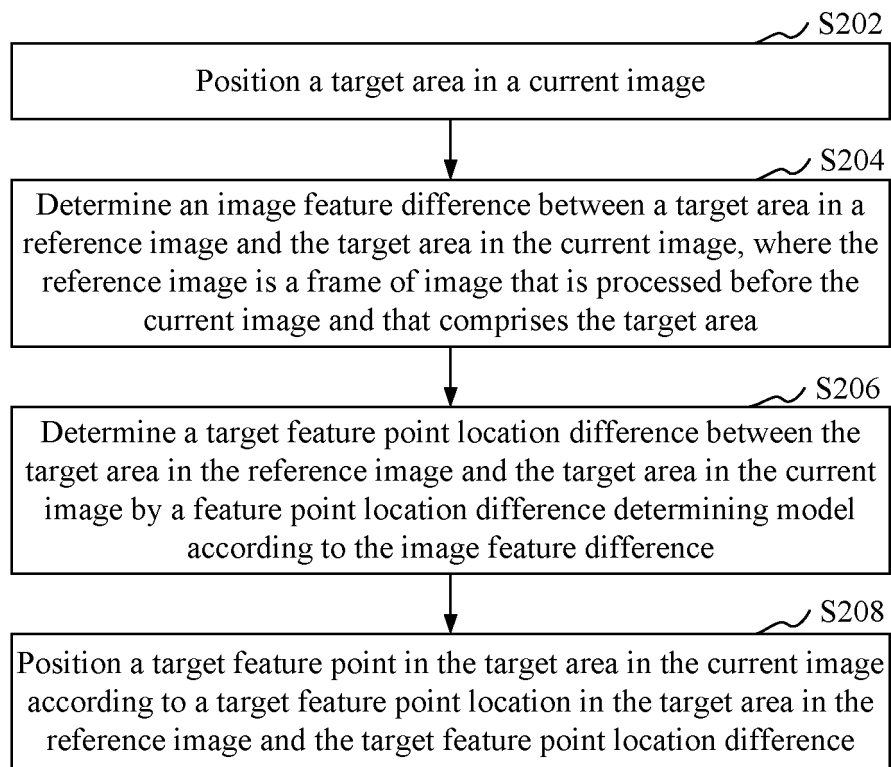 S202
Position a target area in a current image
S204
Determine an image feature difference between a target area in a
reference image and the target area in the current image, where the
reference image is a frame of image that is processed before the
current image and that comprises the target area
S206
Determine a target feature point location difference between the
target area in the reference image and the target area in the current
image by a feature point location difference determining model
according to the image feature difference
S208
Position a target feature point in the target area in the current image
according to a target feature point location in the target area in the
reference image and the target feature point location difference